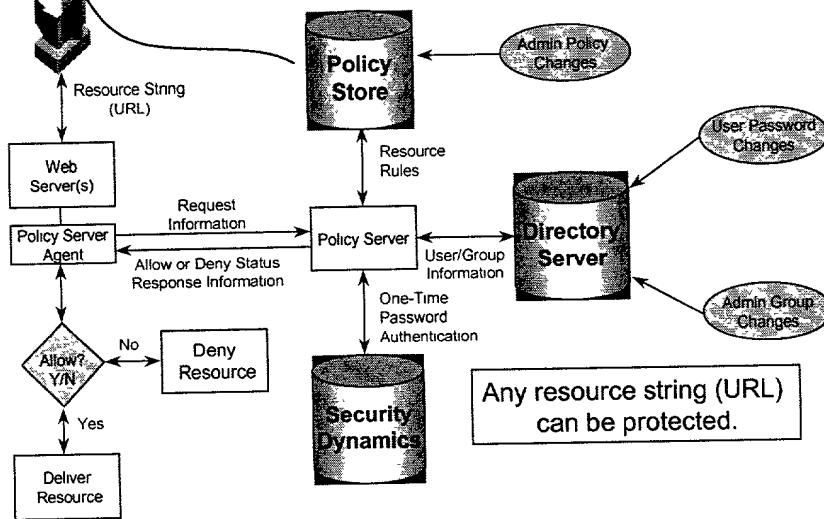 Policy
Store
Admin Policy
Changes
Resource String
(URL)
User Password
Changes
Web
Server(s)
Resource
Rules
Request
Information
Policy Server
Agent
Policy Server
Directory
Server
Allow or Deny Status
Response Information
User/Group
Information
One-Time
Password
Authentication
Admin Group
Changes
Allow?
Y/N
No
Deny
Resource
Yes
Security
Dynamics
Any resource string (URL)
can be protected.
Deliver
Resource